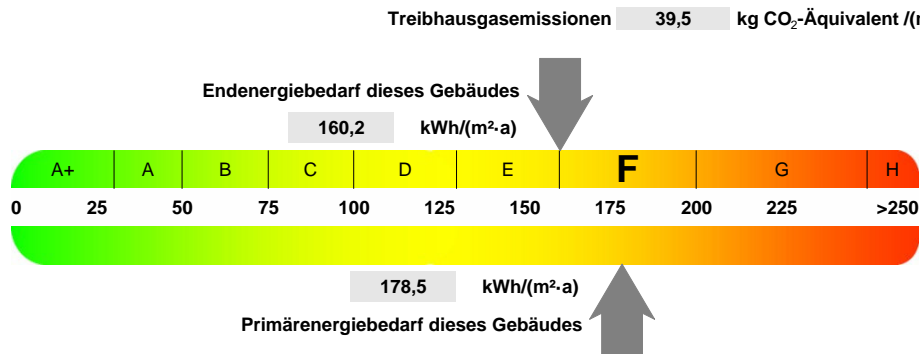 Treibhausgasemissionen 39,5 kg CO₂-Äquivalent /(
Endenergiebedarf dieses Gebäudes
160,2 kWh/(m²·a)
A+ A B C D E F G H
0 25 50 75 100 125 150 175 200 225 >250
178,5 kWh/(m²·a)
Primärenergiebedarf dieses Gebäudes